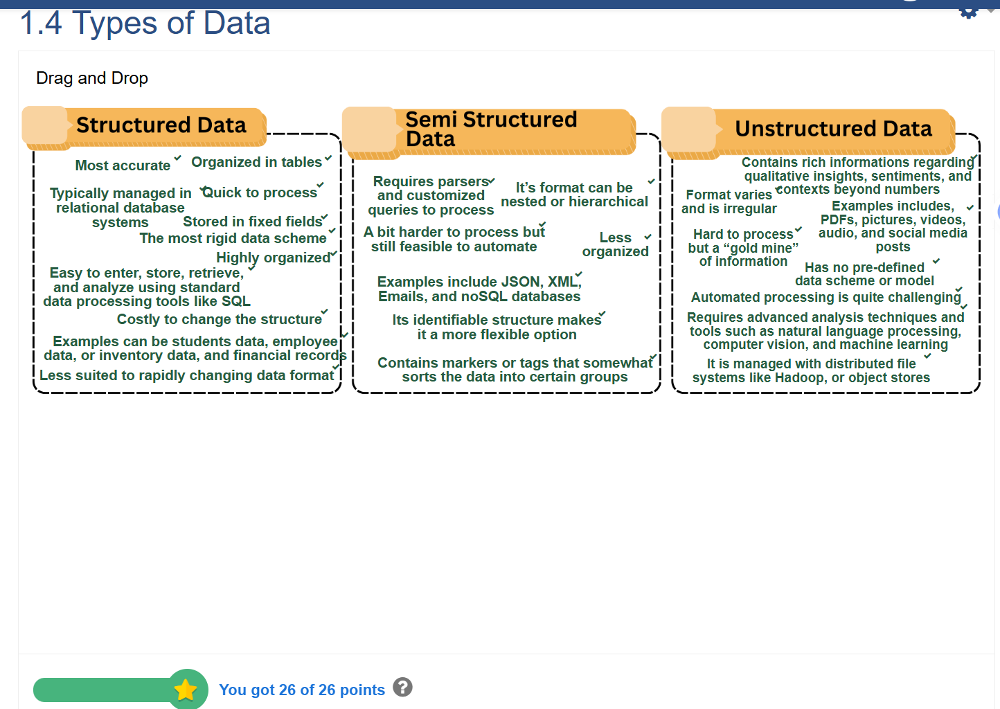 1.4 Types of Data
Drag and Drop
Structured Data
Most accurate
Organized in tables
Typically managed in
relational database
systems
Quick to process
Stored in fixed fields
The most rigid data scheme
Highly organized
Easy to enter, store, retrieve,
and analyze using standard
data processing tools like SQL
Costly to change the structure
Examples can be students data, employee
data, or inventory data, and financial records
Less suited to rapidly changing data format
Semi Structured
Data
Requires parsers
and customized
queries to process
It’s format can be
nested or hierarchical
A bit harder to process but
still feasible to automate
Less
organized
Examples include JSON, XML,
Emails, and noSQL databases
Its identifiable structure makes
it a more flexible option
Contains markers or tags that somewhat
sorts the data into certain groups
Unstructured Data
Contains rich informations regarding
qualitative insights, sentiments, and
contexts beyond numbers
Format varies
and is irregular
Examples includes,
PDFs, pictures, videos,
audio, and social media
posts
Hard to process
but a “gold mine”
of information
Has no pre-defined
data scheme or model
Automated processing is quite challenging
Requires advanced analysis techniques and
tools such as natural language processing,
computer vision, and machine learning
It is managed with distributed file
systems like Hadoop, or object stores
You got 26 of 26 points
?